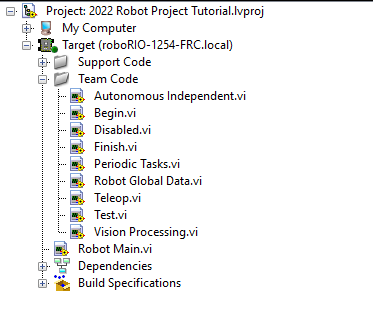 Project: 2022 Robot Project Tutorial.lvproj
My Computer
Target (roboRIO-1254-FRC.local)
Support Code
Team Code
Autonomous Independent.vi
Begin.vi
Disabled.vi
Finish.vi
Periodic Tasks.vi
Robot Global Data.vi
Teleop.vi
Test.vi
Vision Processing.vi
Robot Main.vi
Dependencies
Build Specifications